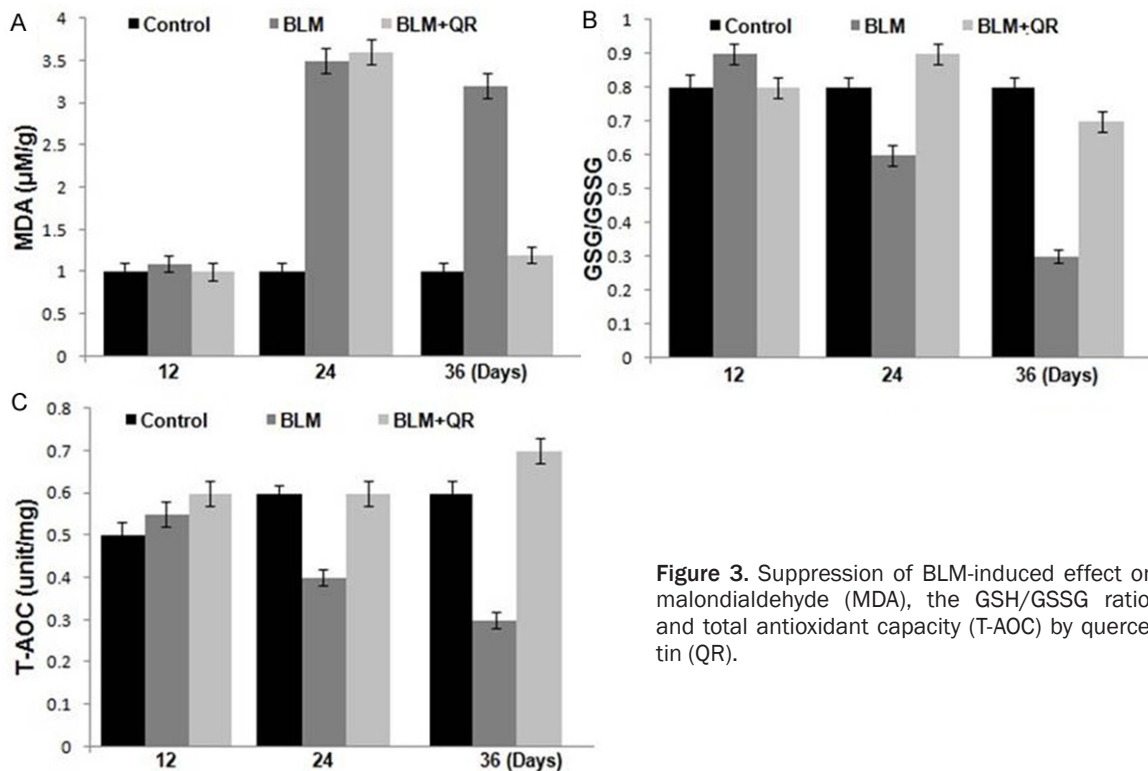 A
Control BLM BLM+QR
MDA (µM/g)
4
3.5
3
2.5
2
1.5
1
0.5
0
12 24 36 (Days)
B
Control BLM BLM+QR
GSG/GSSG
1
0.9
0.8
0.7
0.6
0.5
0.4
0.3
0.2
0.1
0
12 24 36 (Days)
C
Control BLM BLM+QR
T-AOC (unit/mg)
0.8
0.7
0.6
0.5
0.4
0.3
0.2
0.1
0
12 24 36 (Days)
Figure 3. Suppression of BLM-induced effect on
malondialdehyde (MDA), the GSH/GSSG ratio
and total antioxidant capacity (T-AOC) by querce
tin (QR).